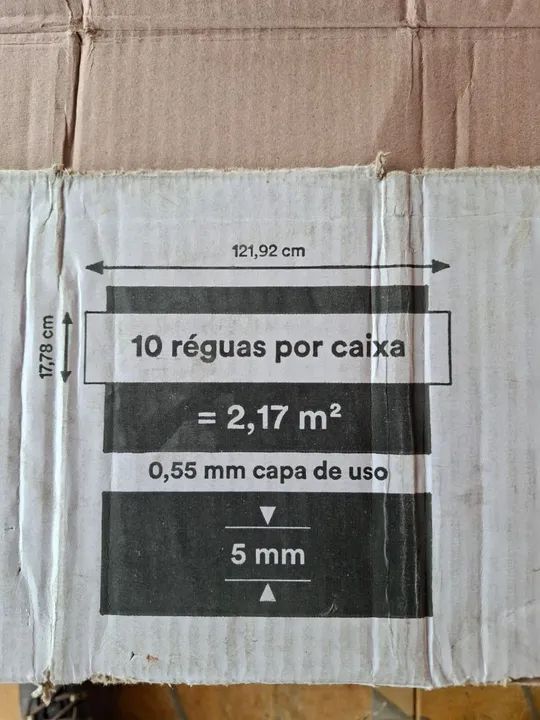 121,92 cm
17,78 cm
10 réguas por caixa
= 2,17 m²
0,55 mm capa de uso
5 mm